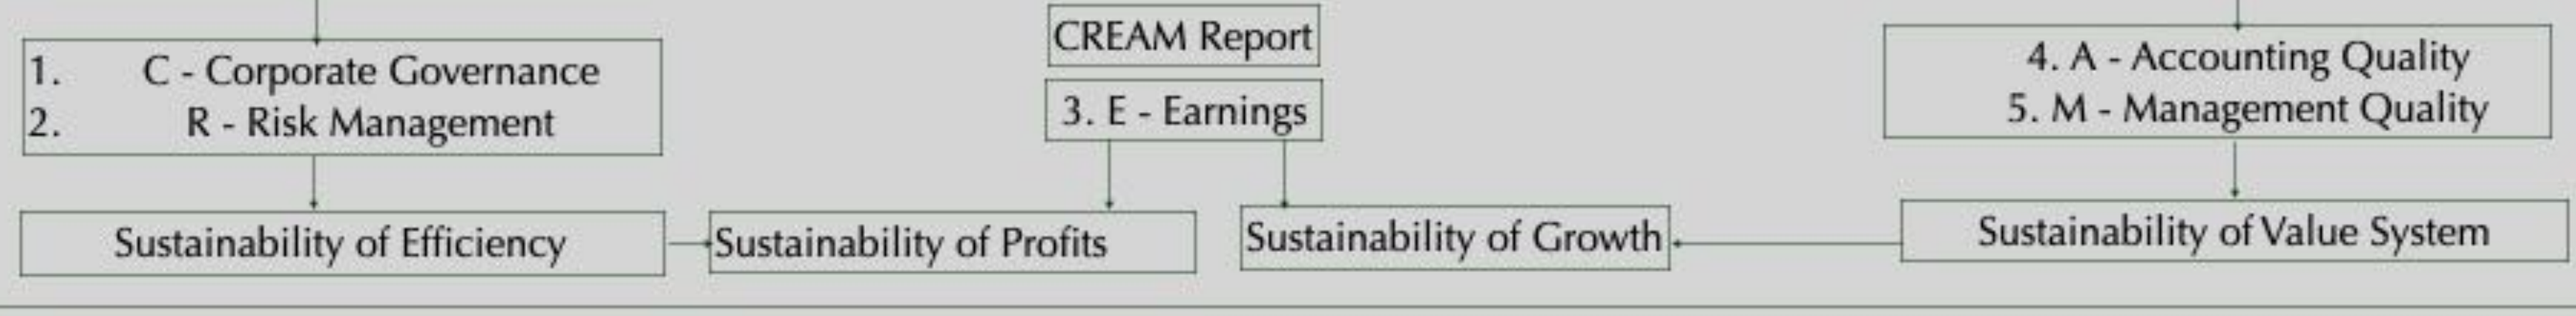 CREAM Report
1. C - Corporate Governance
2. R - Risk Management
3. E - Earnings
4. A - Accounting Quality
5. M - Management Quality
Sustainability of Efficiency
Sustainability of Profits
Sustainability of Growth
Sustainability of Value System